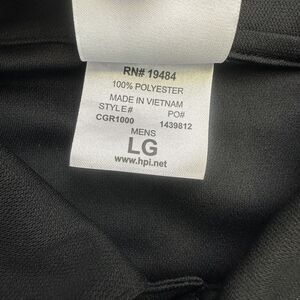 RN# 19484
100% POLYESTER
MADE IN VIETNAM
STYLE# PO#
CGR1000 1439812
MENS
LG
www.hpi.net